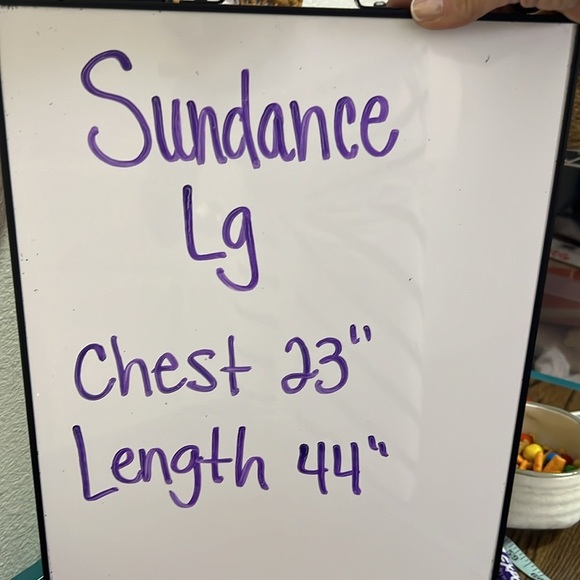 Sundance
Lg
Chest 23"
Length 44"